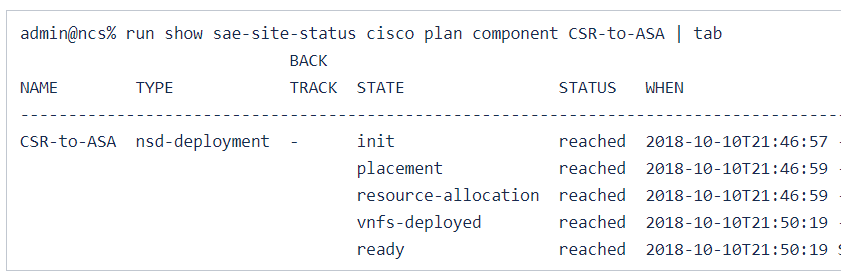 admin@ncs% run show sae-site-status cisco plan component CSR-to-ASA | tab
BACK
NAME TYPE TRACK STATE STATUS WHEN
--------------------------------------------------------------------------------------
CSR-to-ASA nsd-deployment - init reached 2018-10-10T21:46:57 -
placement reached 2018-10-10T21:46:59 -
resource-allocation reached 2018-10-10T21:46:59 -
vnfs-deployed reached 2018-10-10T21:50:19 -
ready reached 2018-10-10T21:50:19 S